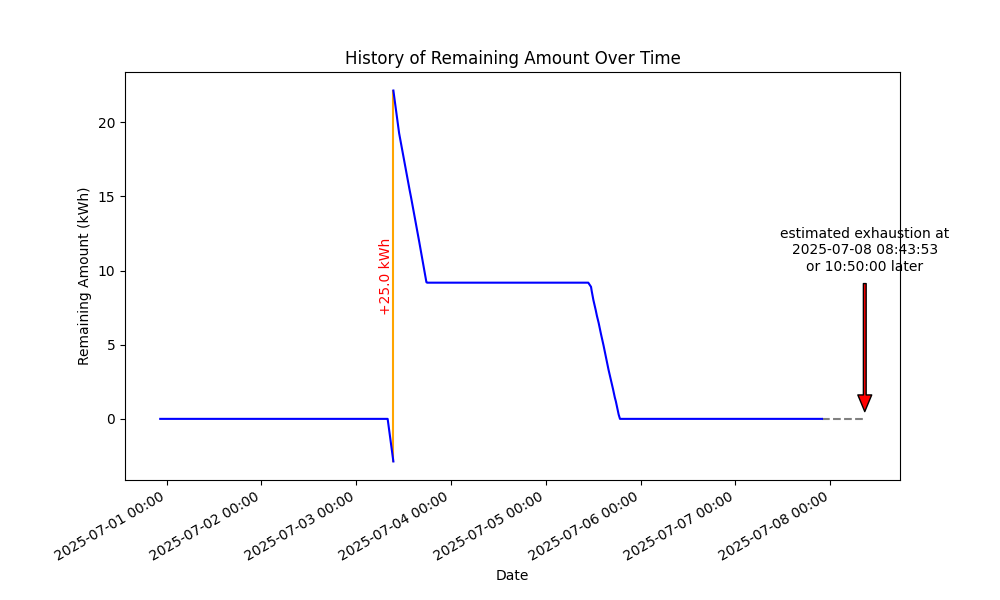 History of Remaining Amount Over Time
Remaining Amount (kWh)
20
15
10
5
0
+25.0 kWh
estimated exhaustion at
2025-07-08 08:43:53
or 10:50:00 later
2025-07-01 00:00
2025-07-02 00:00
2025-07-03 00:00
2025-07-04 00:00
2025-07-05 00:00
2025-07-06 00:00
2025-07-07 00:00
2025-07-08 00:00
Date